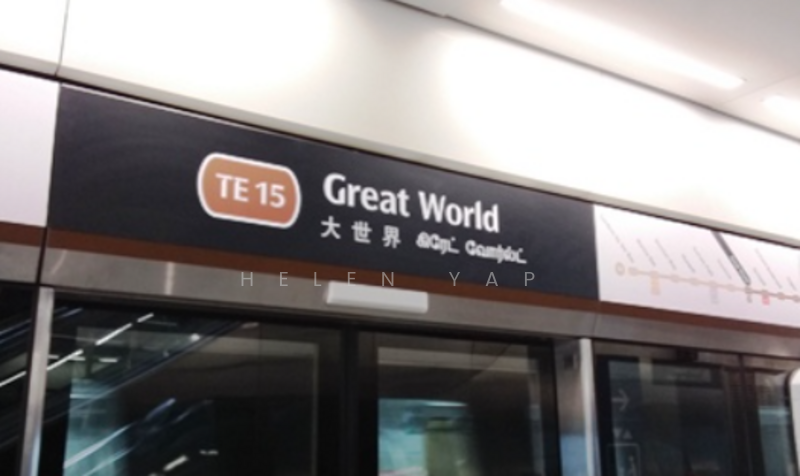 TE 15
Great World
大世界 கிரேட் வோர்ல்ட்
HELEN YAP